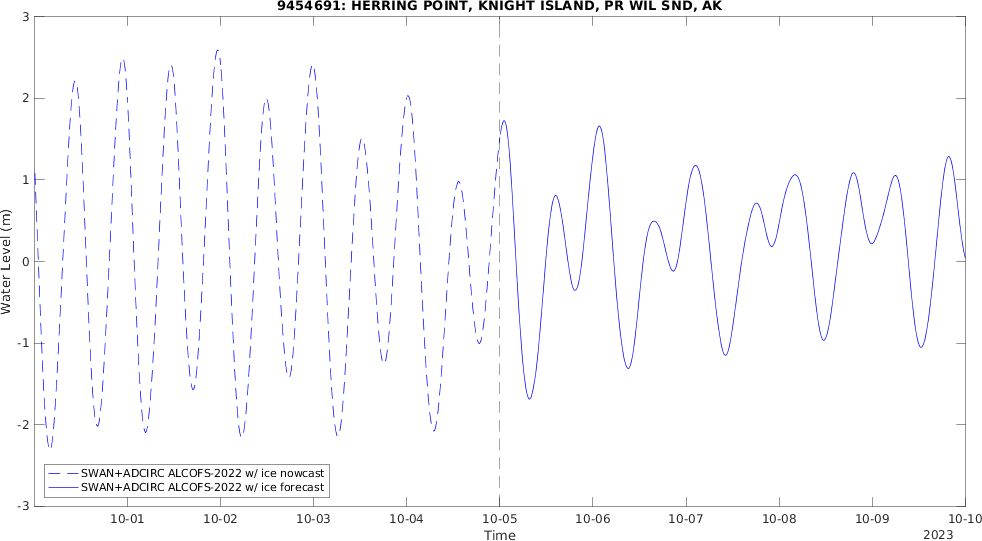 9454691: HERRING POINT, KNIGHT ISLAND, PR WIL SND, AK
3
2
1
0
-1
-2
-3
Water Level (m)
SWAN+ADCIRC ALCOFS-2022 w/ ice nowcast
SWAN+ADCIRC ALCOFS-2022 w/ ice forecast
10-01 10-02 10-03 10-04 10-05 10-06 10-07 10-08 10-09 10-10
Time
2023